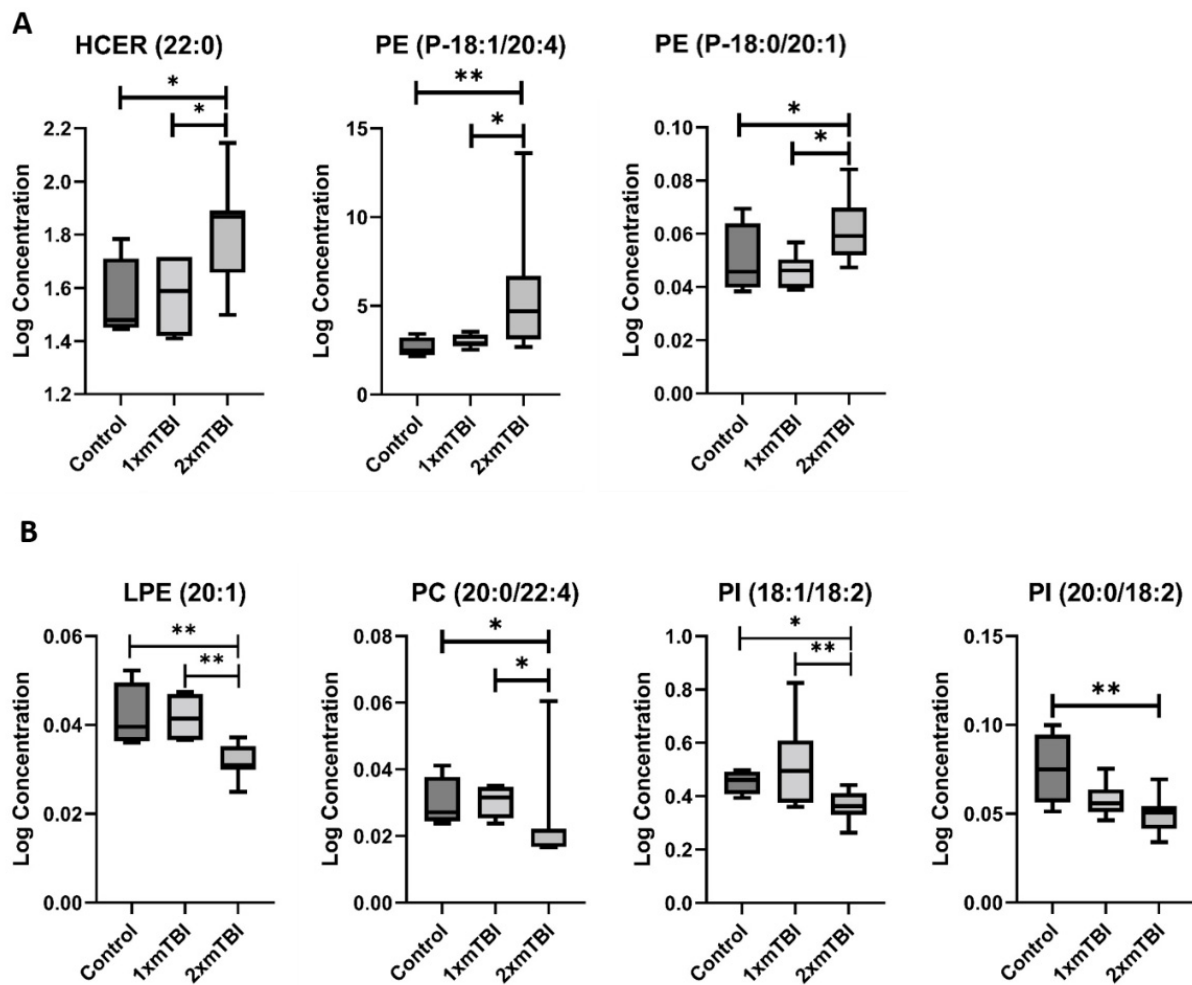 A
HCER (22:0)
*
*
Log Concentration
2.2
2.0
1.8
1.6
1.4
1.2
Control
1xmTBI
2xmTBI
PE (P-18:1/20:4)
**
*
Log Concentration
15
10
5
0
Control
1xmTBI
2xmTBI
PE (P-18:0/20:1)
*
*
Log Concentration
0.10
0.08
0.06
0.04
0.02
0.00
Control
1xmTBI
2xmTBI
B
LPE (20:1)
**
**
Log Concentration
0.06
0.04
0.02
0.00
Control
1xmTBI
2xmTBI
PC (20:0/22:4)
*
*
Log Concentration
0.08
0.06
0.04
0.02
0.00
Control
1xmTBI
2xmTBI
PI (18:1/18:2)
*
**
Log Concentration
1.0
0.8
0.6
0.4
0.2
0.0
Control
1xmTBI
2xmTBI
PI (20:0/18:2)
**
Log Concentration
0.15
0.10
0.05
0.00
Control
1xmTBI
2xmTBI